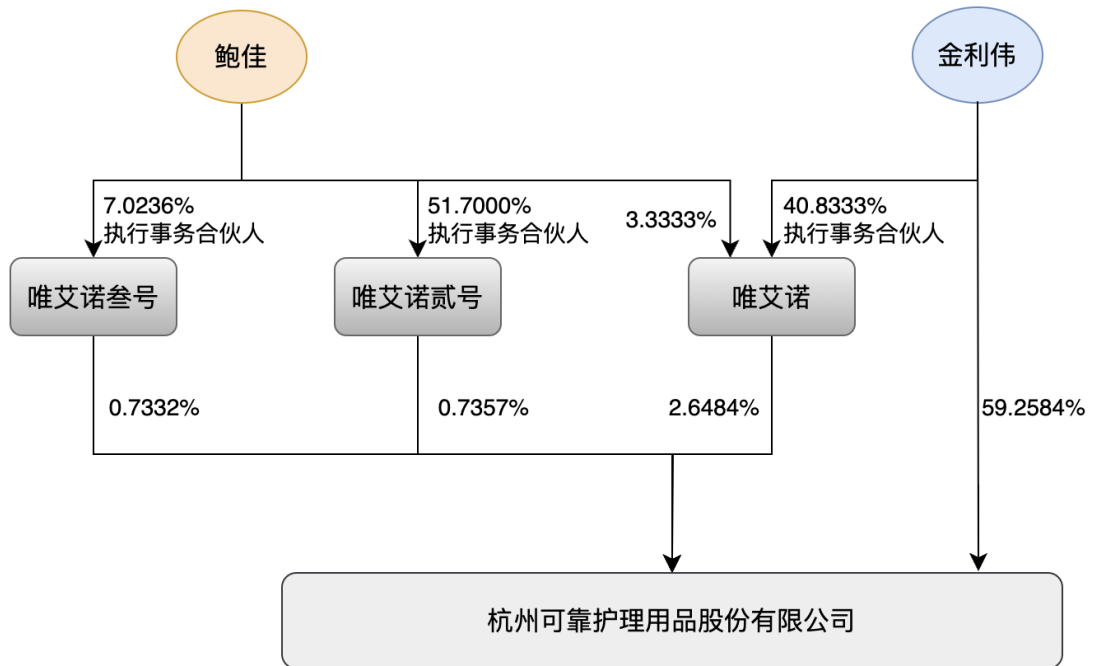 鲍佳
金利伟
7.0236%
执行事务合伙人
51.7000%
执行事务合伙人
3.3333%
40.8333%
执行事务合伙人
唯艾诺叁号
唯艾诺贰号
唯艾诺
0.7332%
0.7357%
2.6484%
59.2584%
杭州可靠护理用品股份有限公司